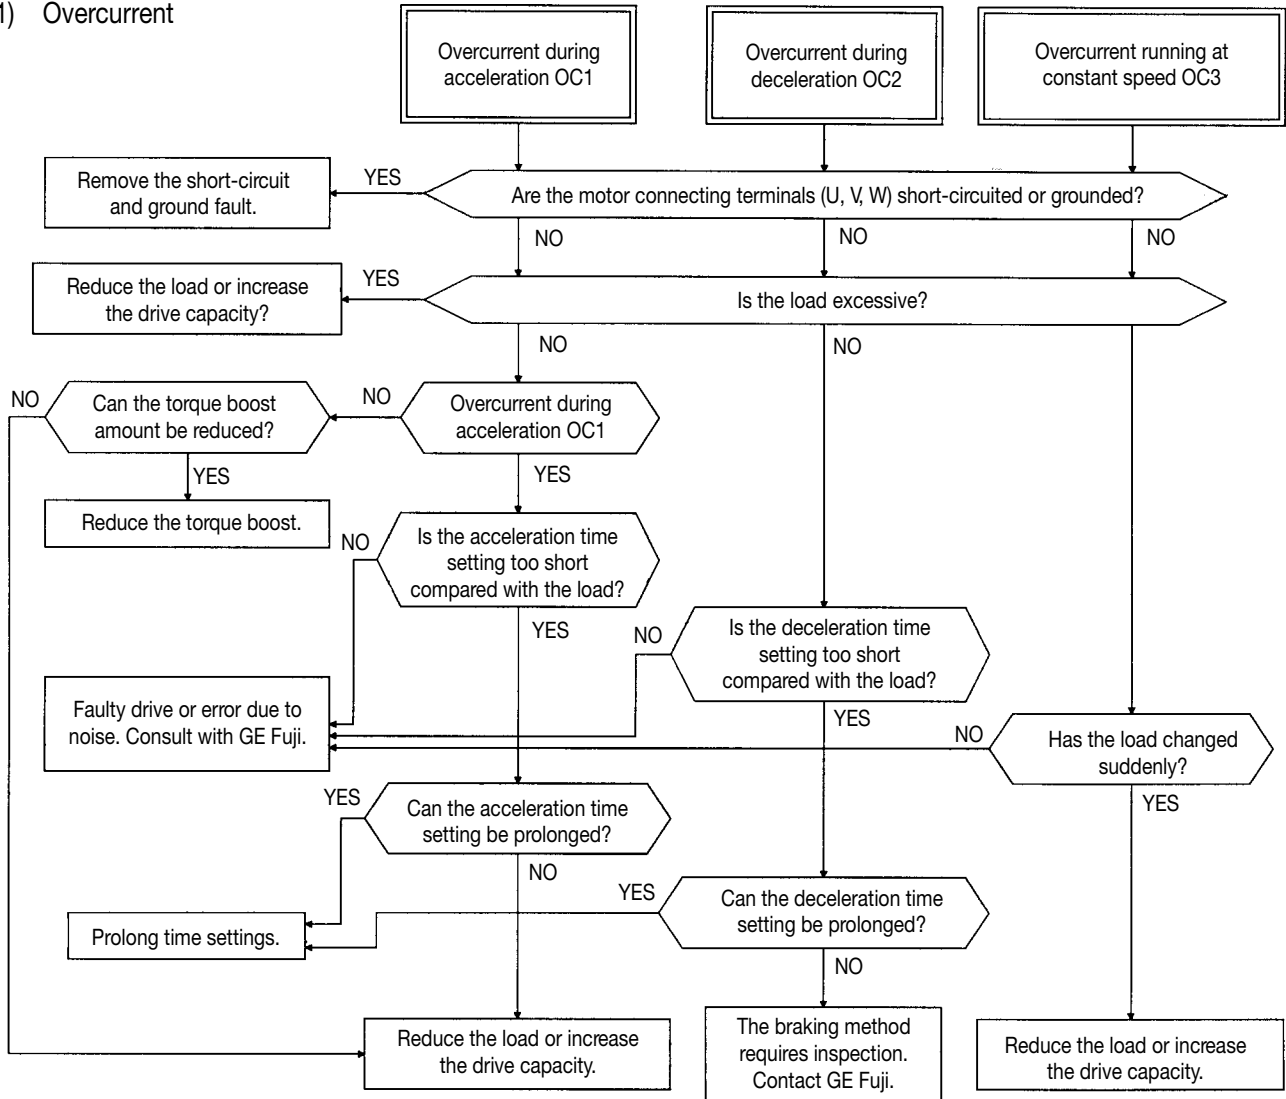 1) Overcurrent
Overcurrent during
acceleration OC1
Overcurrent during
deceleration OC2
Overcurrent running at
constant speed OC3
Remove the short-circuit
and ground fault.
YES
Are the motor connecting terminals (U, V, W) short-circuited or grounded?
NO
NO
NO
Reduce the load or increase
the drive capacity?
YES
Is the load excessive?
NO
NO
NO
Can the torque boost
amount be reduced?
NO
Overcurrent during
acceleration OC1
YES
YES
Reduce the torque boost.
NO
Is the acceleration time
setting too short
compared with the load?
YES
NO
Is the deceleration time
setting too short
compared with the load?
YES
Faulty drive or error due to
noise. Consult with GE Fuji.
NO
Has the load changed
suddenly?
YES
YES
Can the acceleration time
setting be prolonged?
NO
YES
Can the deceleration time
setting be prolonged?
NO
Prolong time settings.
Reduce the load or increase
the drive capacity.
The braking method
requires inspection.
Contact GE Fuji.
Reduce the load or increase
the drive capacity.